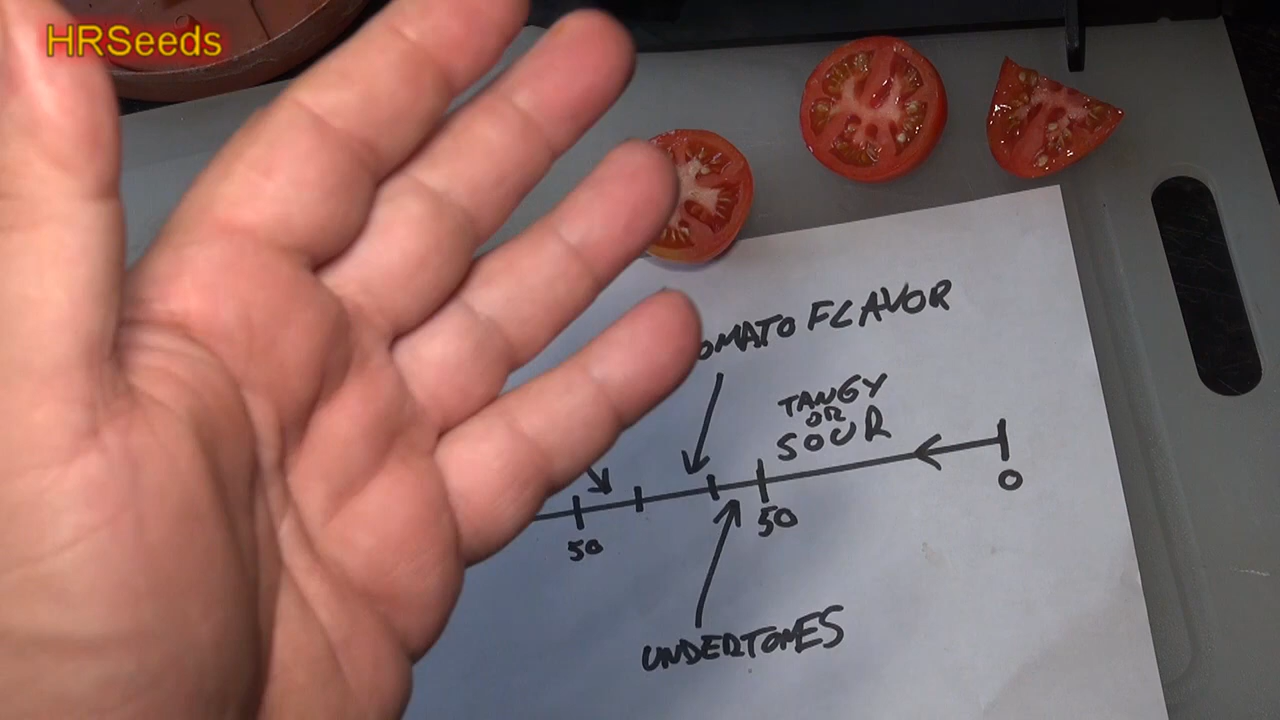 HRSeeds
OMATO FLAVOR
TANGY
OR
SOUR
0
50
50
UNDERTONES